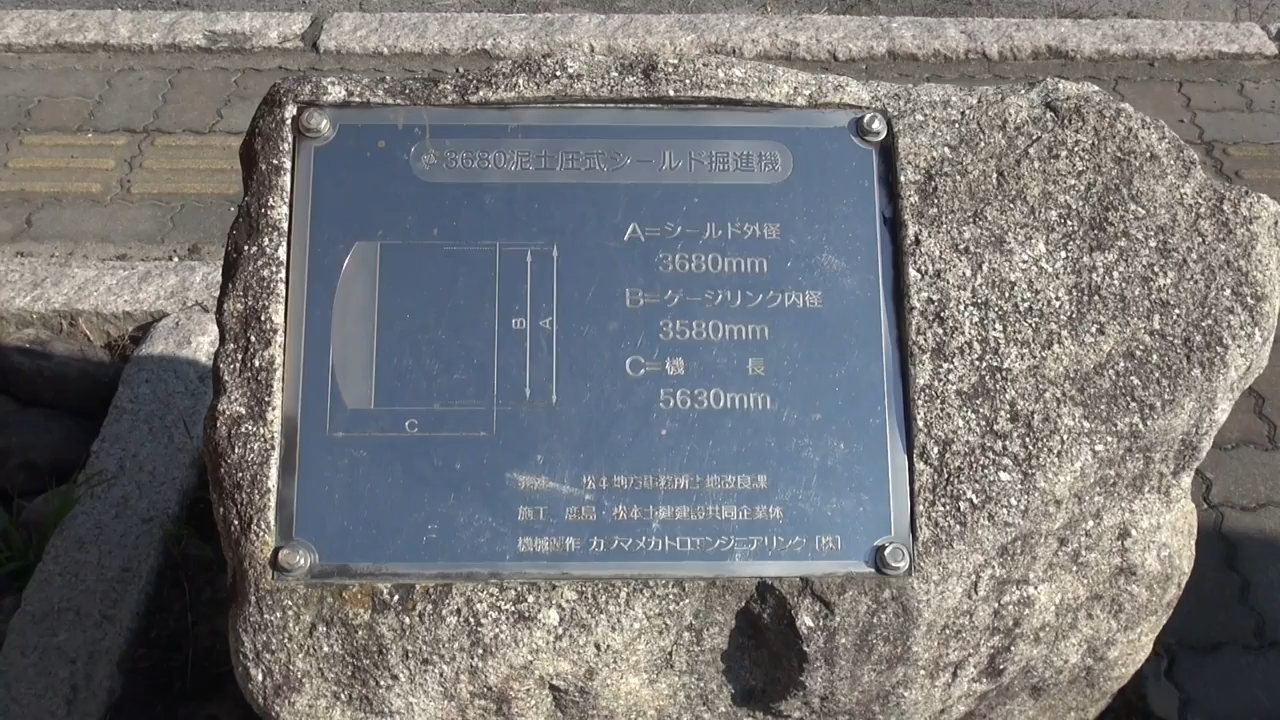 φ3680泥土圧式シールド掘進機
A=シールド外径
3680mm
B=ゲージリング内径
3580mm
C=機 長
5630mm
B
A
C
松本地方事務所土地改良課
施工 鹿島・松本土建建設共同企業体
機械製作 カジマメカトロエンジニアリング［株］